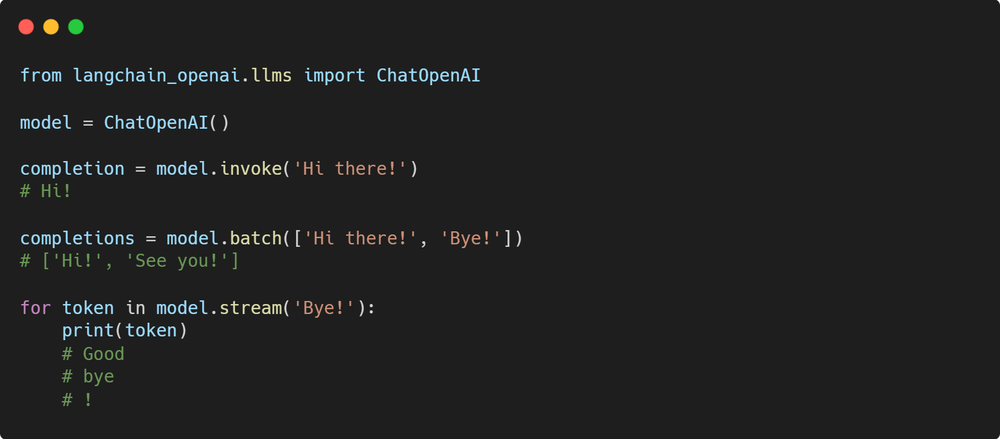 from langchain_openai.llms import ChatOpenAI
model = ChatOpenAI()
completion = model.invoke('Hi there!')
# Hi!
completions = model.batch(['Hi there!', 'Bye!'])
# ['Hi!', 'See you!']
for token in model.stream('Bye!'):
    print(token)
    # Good
    # bye
    # !